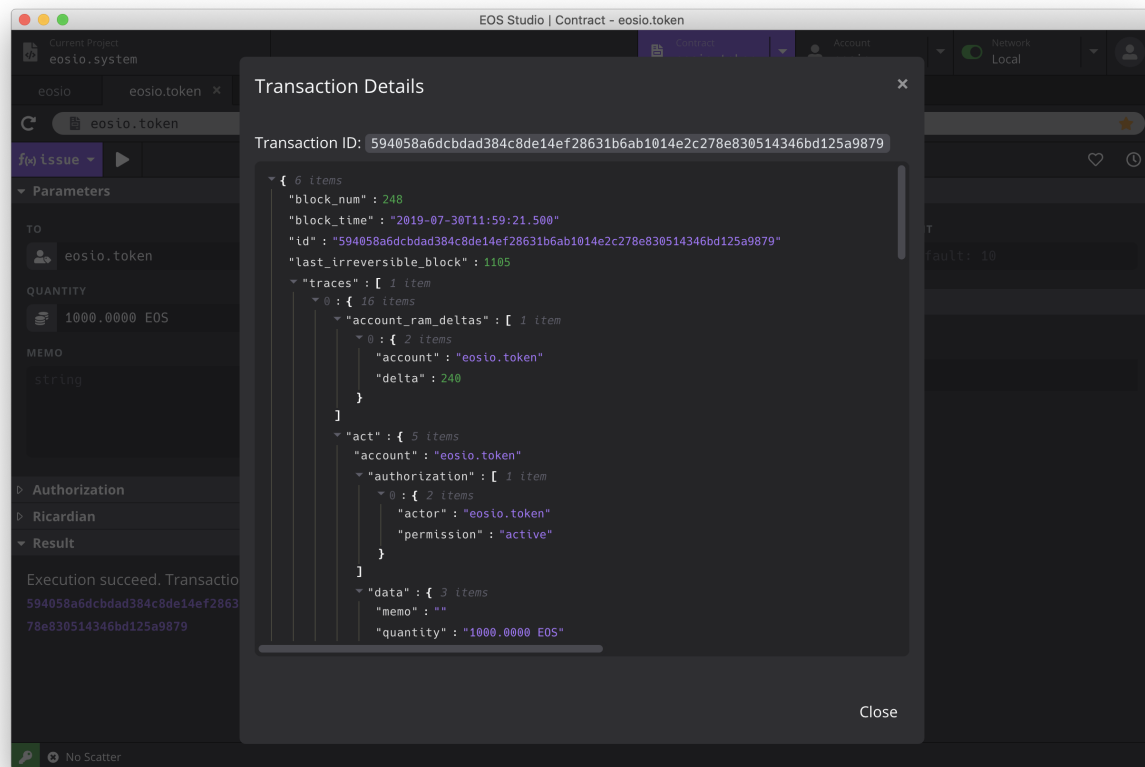 EOS Studio | Contract - eosio.token
Current Project
eosio.system
Contract
Account
Network
Local
eosio
eosio.token ×
eosio.token
f(x) issue
Parameters
TO
eosio.token
QUANTITY
1000.0000 EOS
MEMO
string
Authorization
Ricardian
Result
Execution succeed. Transactio
594058a6dcbdad384c8de14ef2863
78e830514346bd125a9879
No Scatter
Transaction Details ×
Transaction ID: 594058a6dcbdad384c8de14ef28631b6ab1014e2c278e830514346bd125a9879
{ 6 items
"block_num" : 248
"block_time" : "2019-07-30T11:59:21.500"
"id" : "594058a6dcbdad384c8de14ef28631b6ab1014e2c278e830514346bd125a9879"
"last_irreversible_block" : 1105
"traces" : [ 1 item
0 : { 16 items
"account_ram_deltas" : [ 1 item
0 : { 2 items
"account" : "eosio.token"
"delta" : 240
}
]
"act" : { 5 items
"account" : "eosio.token"
"authorization" : [ 1 item
0 : { 2 items
"actor" : "eosio.token"
"permission" : "active"
}
]
"data" : { 3 items
"memo" : ""
"quantity" : "1000.0000 EOS"
Close